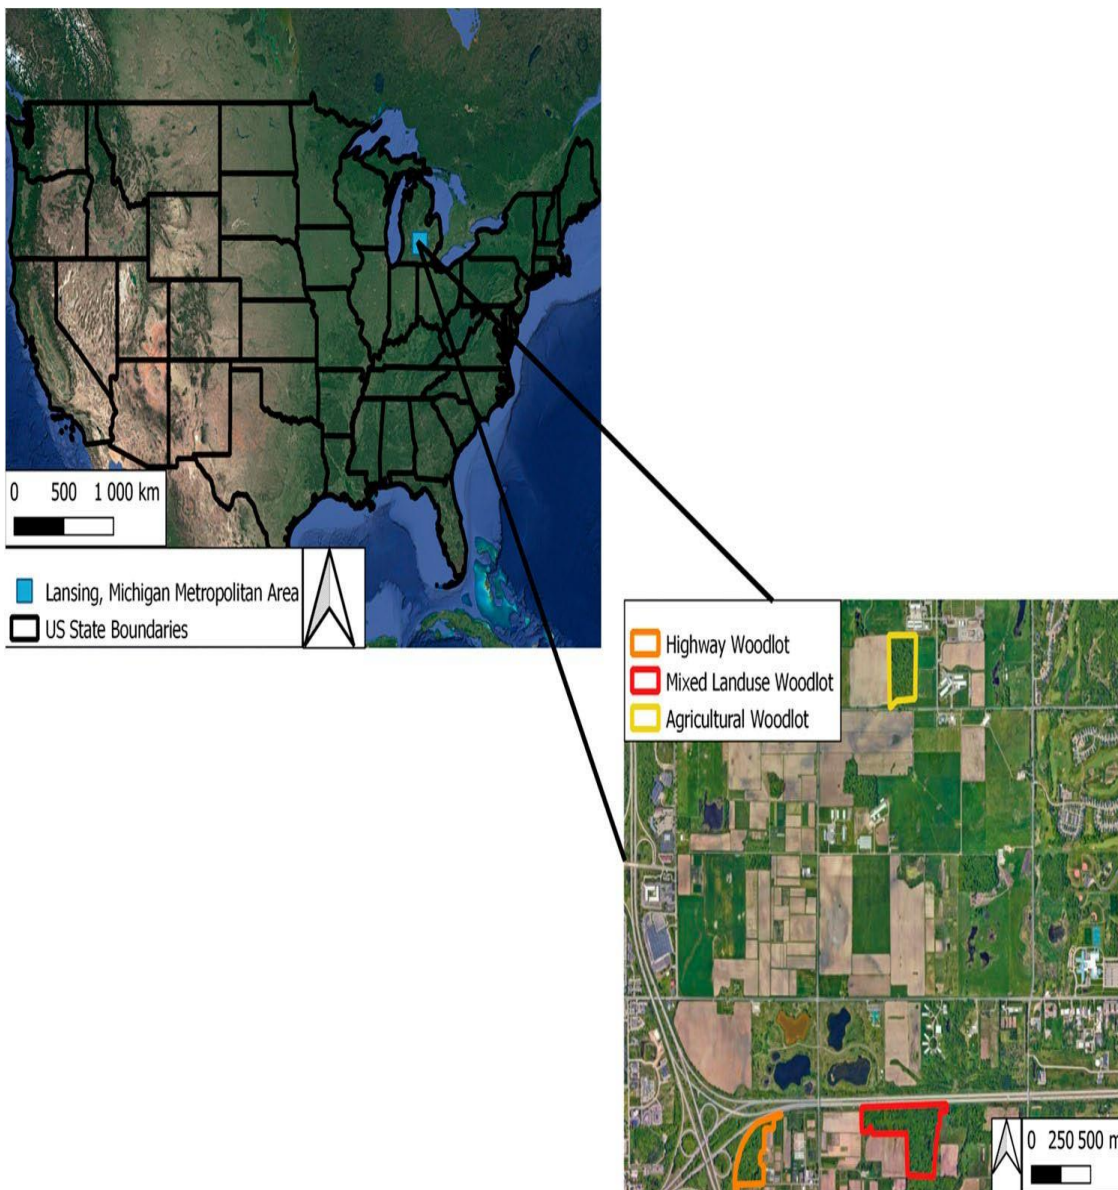 0 500 1 000 km
Lansing, Michigan Metropolitan Area
US State Boundaries
Highway Woodlot
Mixed Landuse Woodlot
Agricultural Woodlot
0 250 500 m